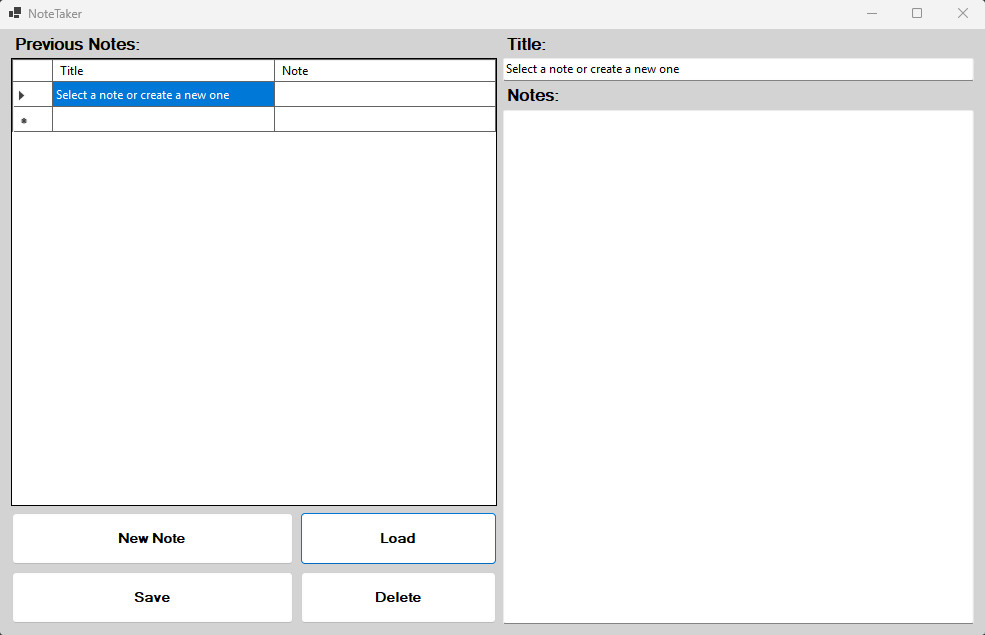 NoteTaker
Previous Notes:
Title Note
Select a note or create a new one
New Note Load
Save Delete
Title:
Select a note or create a new one
Notes: